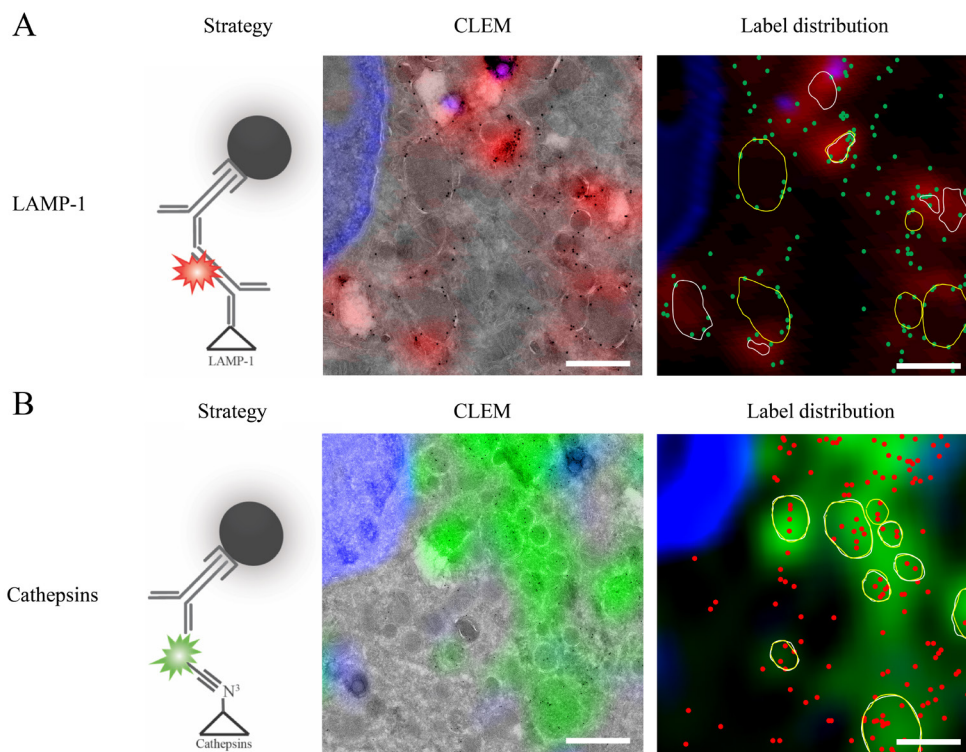 A
Strategy CLEM Label distribution
LAMP-1
LAMP-1
B
Strategy CLEM Label distribution
Cathepsins
N³
Cathepsins